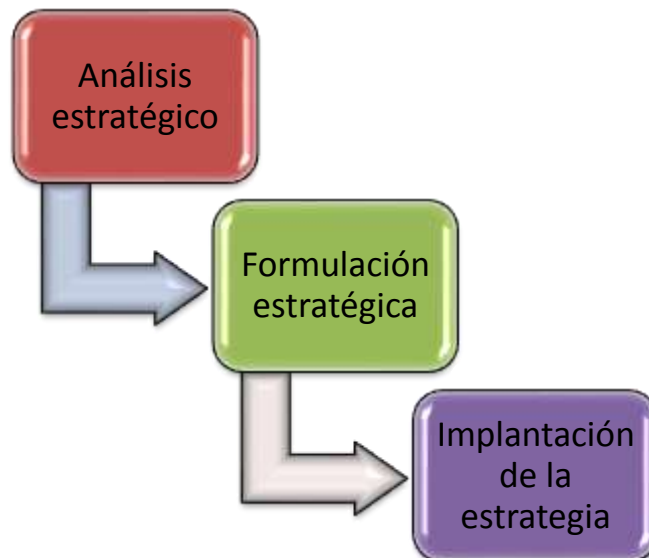 Análisis
estratégico
Formulación
estratégica
Implantación
de la
estrategia